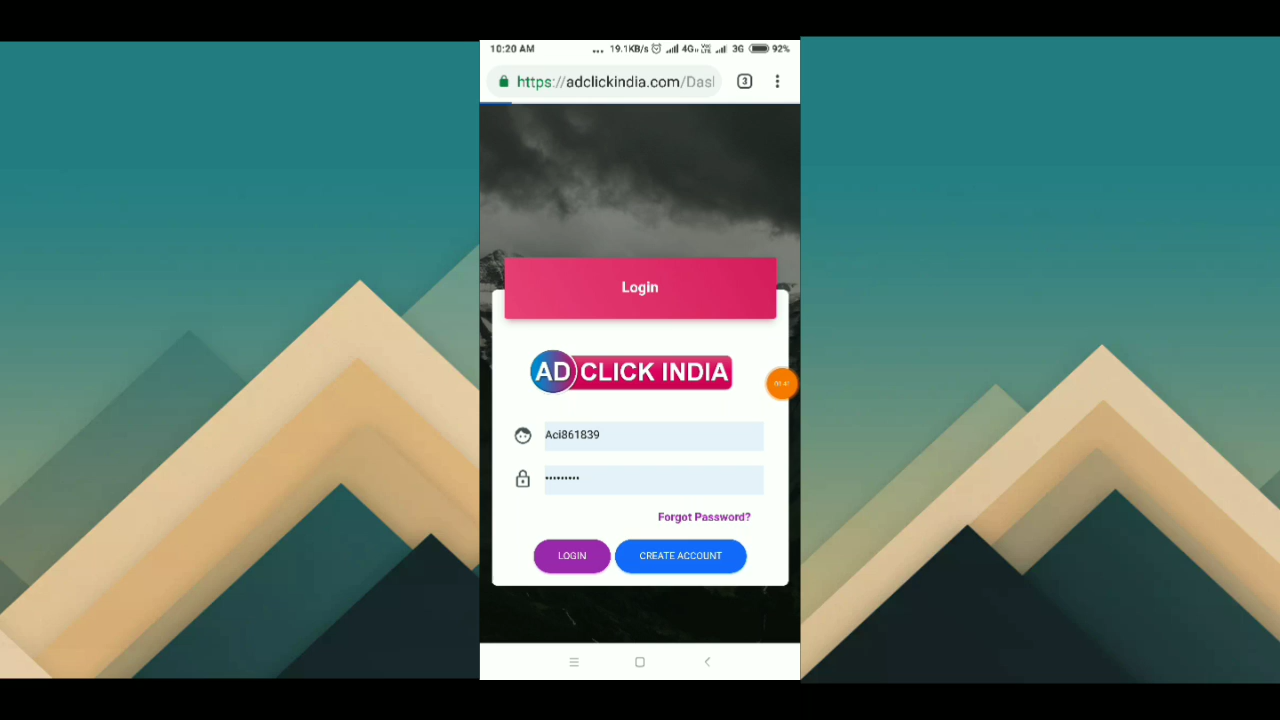 10:20 AM ... 19.1KB/s 4G VoLTE 3G 92%
https://adclickindia.com/Dasl 3
Login
AD CLICK INDIA
Aci861839
•••••••••
Forgot Password?
LOGIN CREATE ACCOUNT